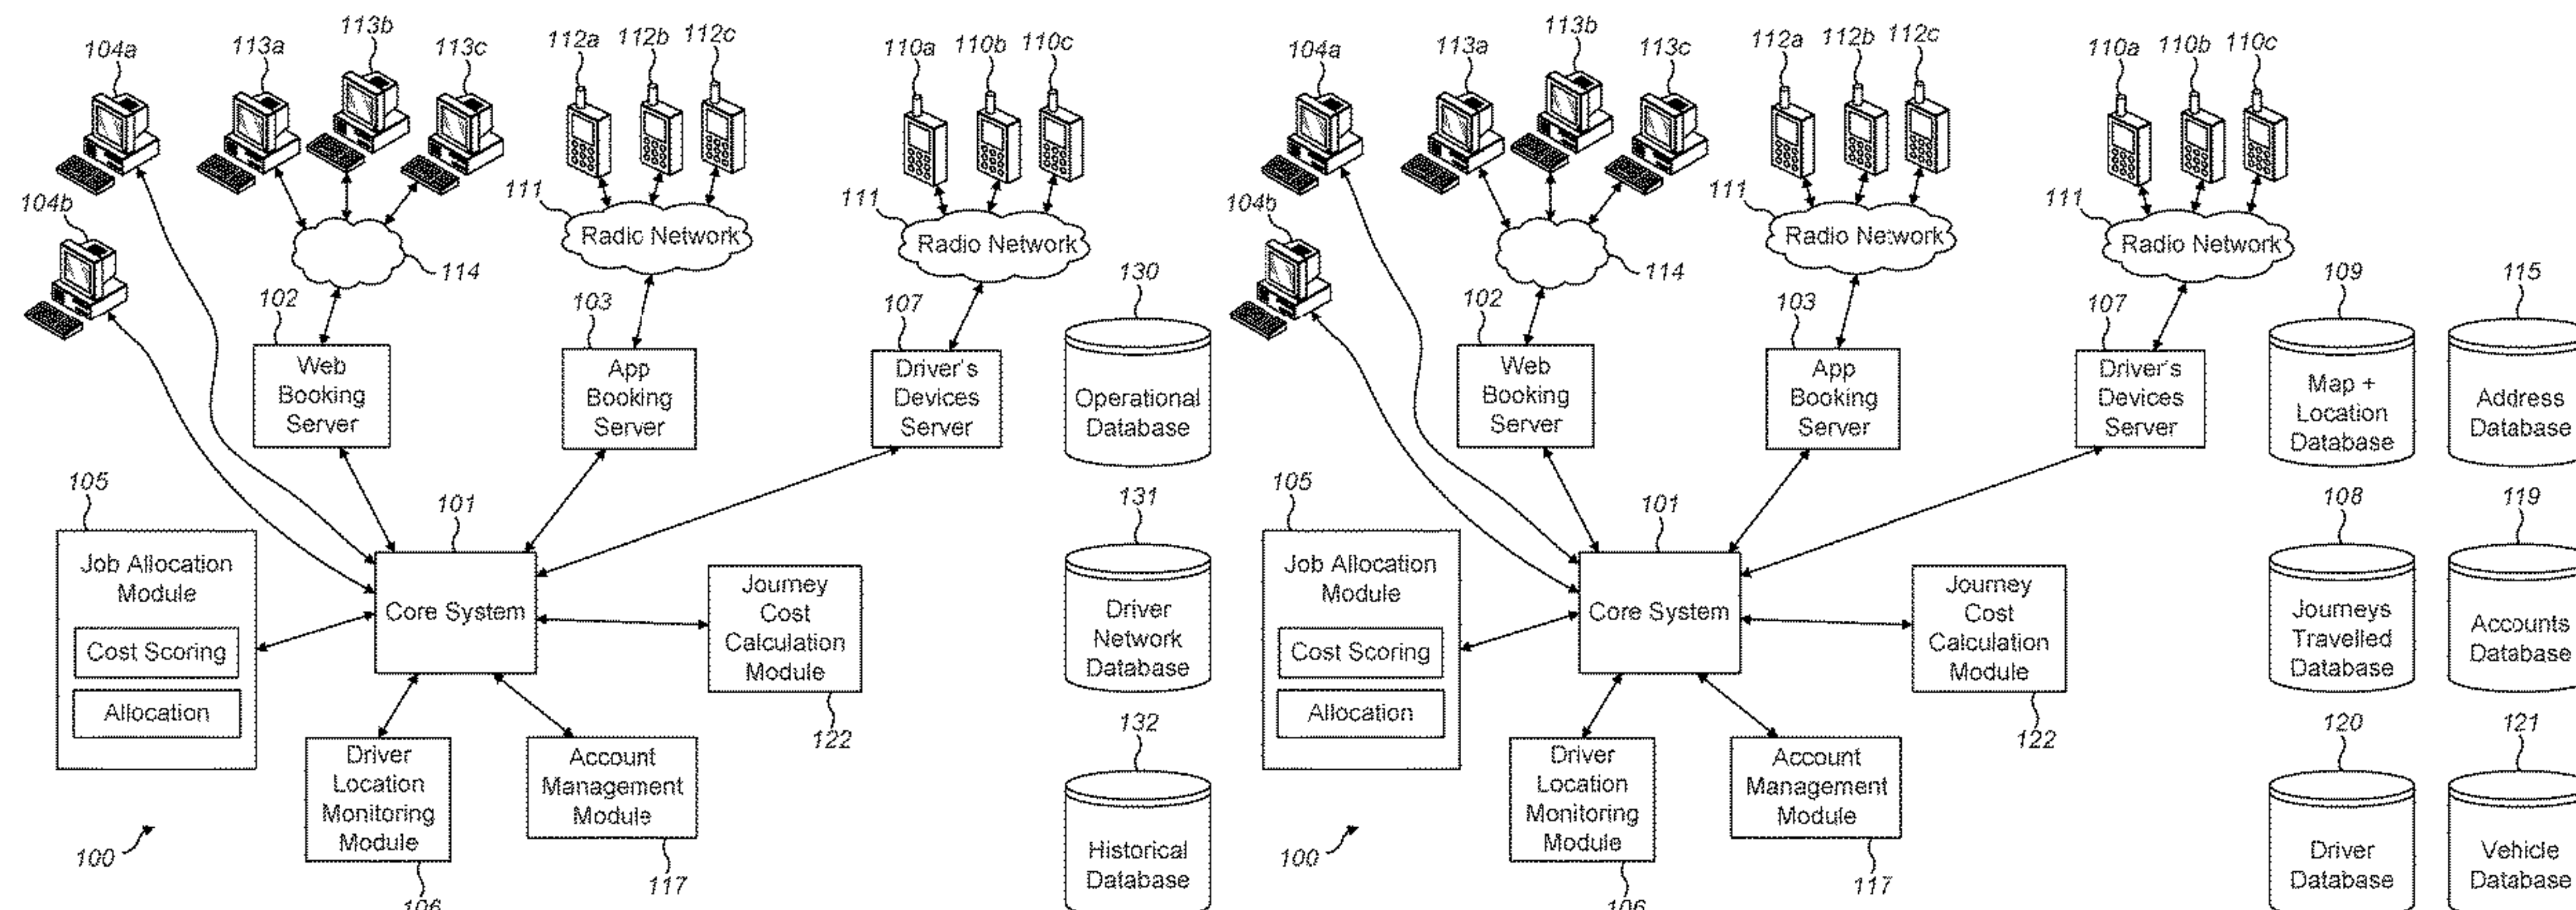 104a
113a
113b
113c
112a
112b
112c
110a
110b
110c
104b
111
Radio Network
111
Radio Network
114
102
Web
Booking
Server
103
App
Booking
Server
107
Driver's
Devices
Server
130
Operational
Database
105
Job Allocation
Module
Cost Scoring
Allocation
101
Core System
Journey
Cost
Calculation
Module
122
131
Driver
Network
Database
Driver
Location
Monitoring
Module
106
Account
Management
Module
117
132
Historical
Database
100
104a
113a
113b
113c
112a
112b
112c
110a
110b
110c
104b
111
Radio Network
111
Radio Network
114
102
Web
Booking
Server
103
App
Booking
Server
107
Driver's
Devices
Server
109
Map +
Location
Database
115
Address
Database
105
Job Allocation
Module
Cost Scoring
Allocation
101
Core System
Journey
Cost
Calculation
Module
122
108
Journeys
Travelled
Database
119
Accounts
Database
Driver
Location
Monitoring
Module
106
Account
Management
Module
117
120
Driver
Database
121
Vehicle
Database
100